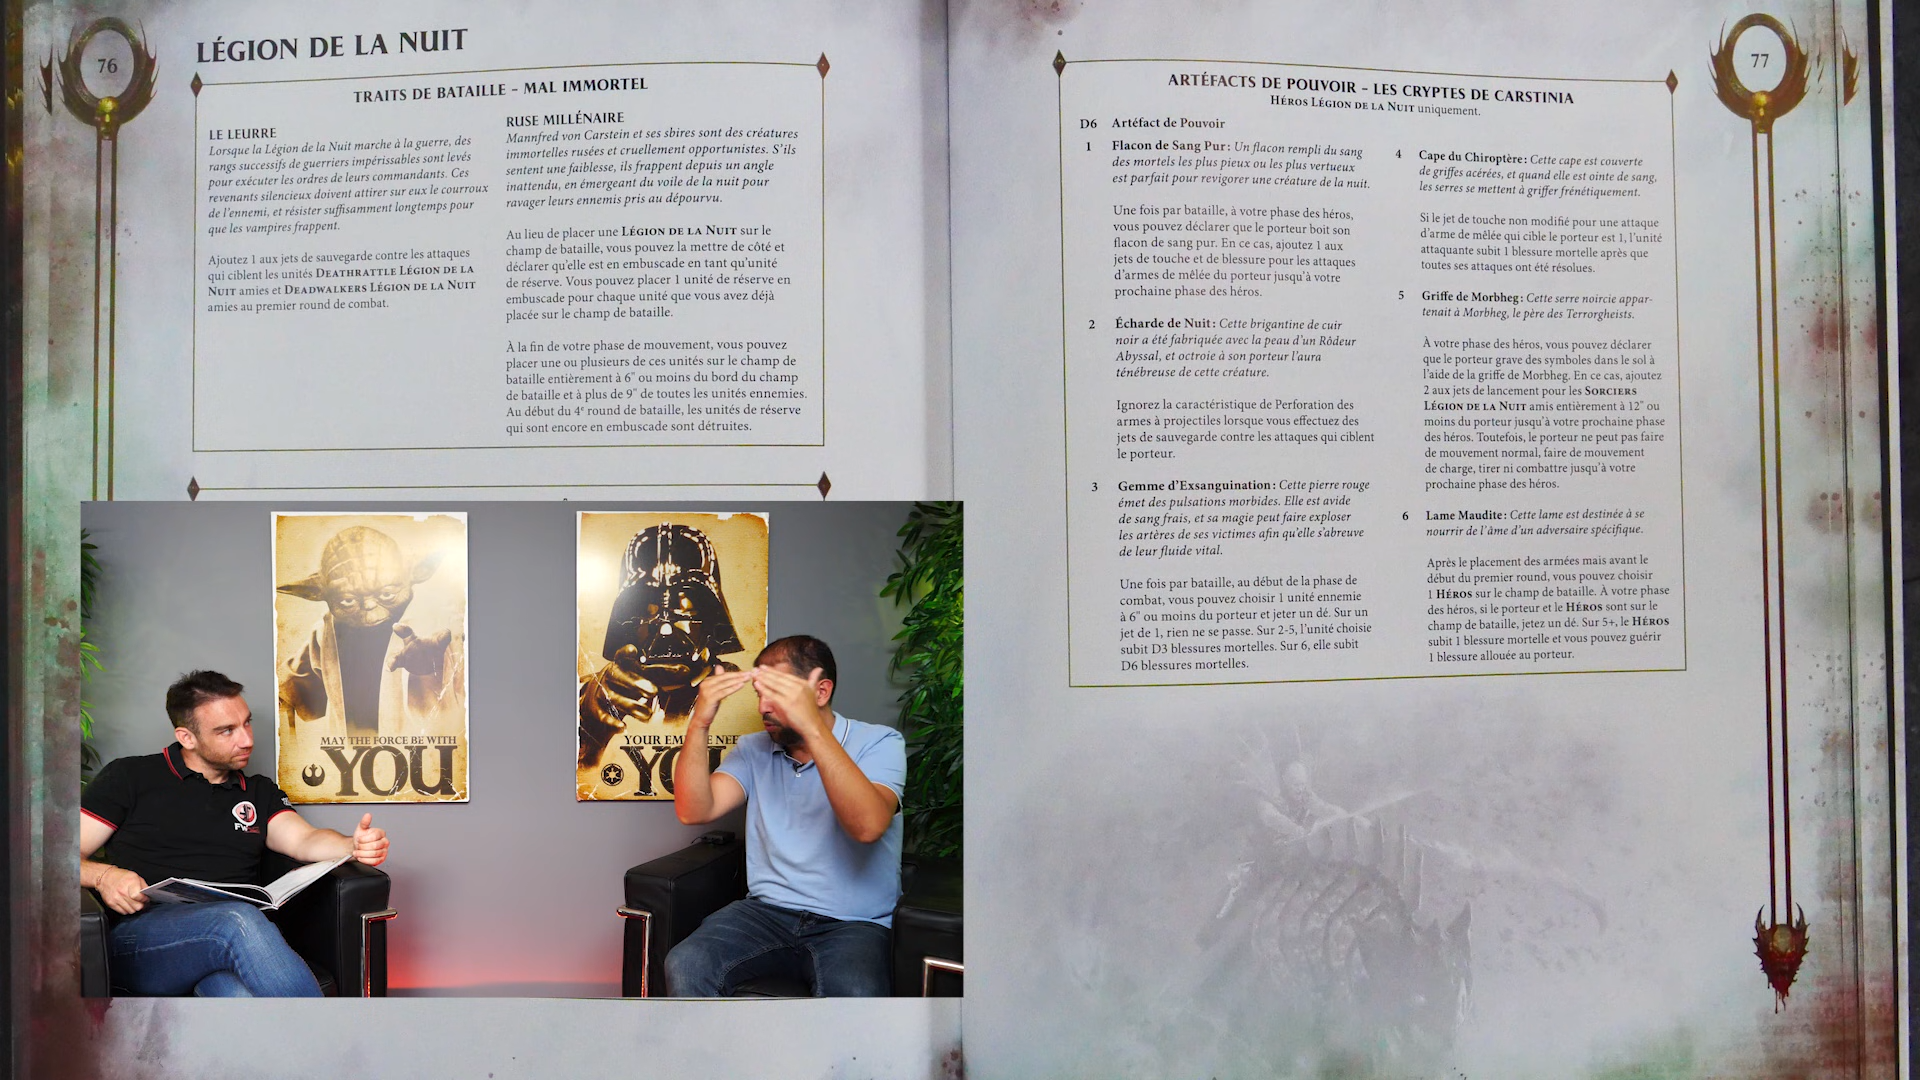 76
LÉGION DE LA NUIT
TRAITS DE BATAILLE – MAL IMMORTEL
LE LEURRE
Lorsque la Légion de la Nuit marche à la guerre, des
rangs successifs de guerriers impérissables sont levés
pour exécuter les ordres de leurs commandants. Ces
revenants silencieux doivent attirer sur eux le courroux
de l'ennemi, et résister suffisamment longtemps pour
que les vampires frappent.
Ajoutez 1 aux jets de sauvegarde contre les attaques
qui ciblent les unités DEATHRATTLE LÉGION DE LA
NUIT amies et DEADWALKERS LÉGION DE LA NUIT
amies au premier round de combat.
RUSE MILLÉNAIRE
Mannfred von Carstein et ses sbires sont des créatures
immortelles rusées et cruellement opportunistes. S'ils
sentent une faiblesse, ils frappent depuis un angle
inattendu, en émergeant du voile de la nuit pour
ravager leurs ennemis pris au dépourvu.
Au lieu de placer une LÉGION DE LA NUIT sur le
champ de bataille, vous pouvez la mettre de côté et
déclarer qu'elle est en embuscade en tant qu'unité
de réserve. Vous pouvez placer 1 unité de réserve en
embuscade pour chaque unité que vous avez déjà
placée sur le champ de bataille.
À la fin de votre phase de mouvement, vous pouvez
placer une ou plusieurs de ces unités sur le champ de
bataille entièrement à 6" ou moins du bord du champ
de bataille et à plus de 9" de toutes les unités ennemies.
Au début du 4e round de bataille, les unités de réserve
qui sont encore en embuscade sont détruites.
77
ARTÉFACTS DE POUVOIR – LES CRYPTES DE CARSTINIA
HÉROS LÉGION DE LA NUIT uniquement.
D6 Artéfact de Pouvoir
1 Flacon de Sang Pur : Un flacon rempli du sang
des mortels les plus pieux ou les plus vertueux
est parfait pour revigorer une créature de la nuit.
Une fois par bataille, à votre phase des héros,
vous pouvez déclarer que le porteur boit son
flacon de sang pur. En ce cas, ajoutez 1 aux
jets de touche et de blessure pour les attaques
d'armes de mêlée du porteur jusqu'à votre
prochaine phase des héros.
2 Écharde de Nuit : Cette brigantine de cuir
noir a été fabriquée avec la peau d'un Rôdeur
Abyssal, et octroie à son porteur l'aura
ténébreuse de cette créature.
Ignorez la caractéristique de Perforation des
armes à projectiles lorsque vous effectuez des
jets de sauvegarde contre les attaques qui ciblent
le porteur.
3 Gemme d'Exsanguination : Cette pierre rouge
émet des pulsations morbides. Elle est avide
de sang frais, et sa magie peut faire exploser
les artères de ses victimes afin qu'elle s'abreuve
de leur fluide vital.
Une fois par bataille, au début de la phase de
combat, vous pouvez choisir 1 unité ennemie
à 6" ou moins du porteur et jeter un dé. Sur un
jet de 1, rien ne se passe. Sur 2-5, l'unité choisie
subit D3 blessures mortelles. Sur 6, elle subit
D6 blessures mortelles.
4 Cape du Chiroptère : Cette cape est couverte
de griffes acérées, et quand elle est ointe de sang,
les serres se mettent à griffer frénétiquement.
Si le jet de touche non modifié pour une attaque
d'arme de mêlée qui cible le porteur est 1, l'unité
attaquante subit 1 blessure mortelle après que
toutes ses attaques ont été résolues.
5 Griffe de Morbheg : Cette serre noircie appar-
tenait à Morbheg, le père des Terrorgheists.
À votre phase des héros, vous pouvez déclarer
que le porteur grave des symboles dans le sol à
l'aide de la griffe de Morbheg. En ce cas, ajoutez
2 aux jets de lancement pour les SORCIERS
LÉGION DE LA NUIT amis entièrement à 12" ou
moins du porteur jusqu'à votre prochaine phase
des héros. Toutefois, le porteur ne peut pas faire
de mouvement normal, faire de mouvement
de charge, tirer ni combattre jusqu'à votre
prochaine phase des héros.
6 Lame Maudite : Cette lame est destinée à se
nourrir de l'âme d'un adversaire spécifique.
Après le placement des armées mais avant le
début du premier round, vous pouvez choisir
1 HÉROS sur le champ de bataille. À votre phase
des héros, si le porteur et le HÉROS sont sur le
champ de bataille, jetez un dé. Sur 5+, le HÉROS
subit 1 blessure mortelle et vous pouvez guérir
1 blessure allouée au porteur.
MAY THE FORCE BE WITH
YOU
YOUR EM E NEE
YO
FW